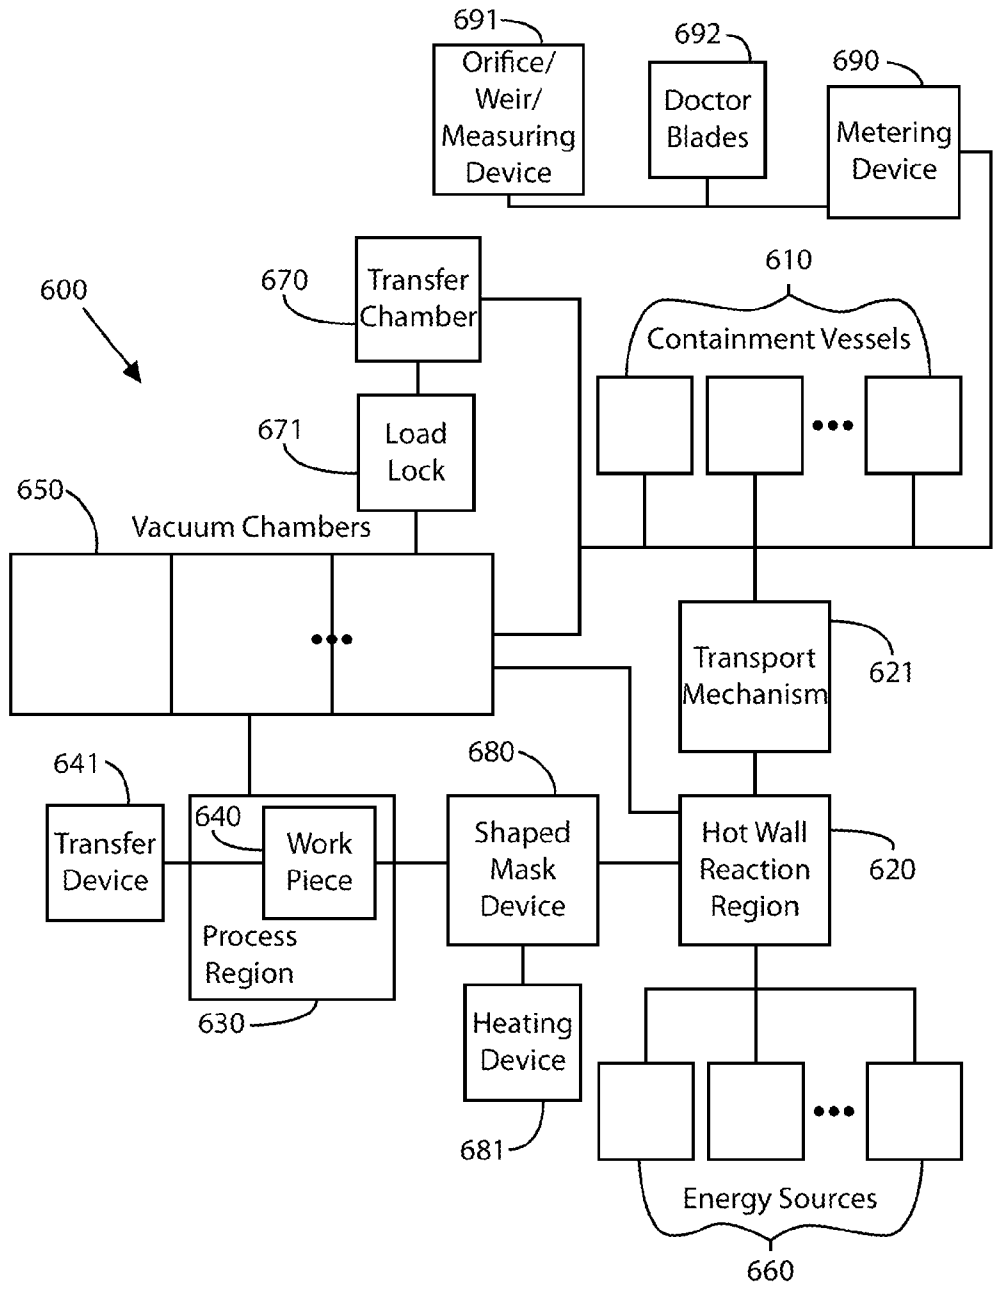 691
692
690
Orifice/
Weir/
Measuring
Device
Doctor
Blades
Metering
Device
600
670
Transfer
Chamber
610
Containment Vessels
671
Load
Lock
650
Vacuum Chambers
Transport
Mechanism
621
641
Transfer
Device
640
Work
Piece
Process
Region
630
680
Shaped
Mask
Device
Hot Wall
Reaction
Region
620
Heating
Device
681
Energy Sources
660